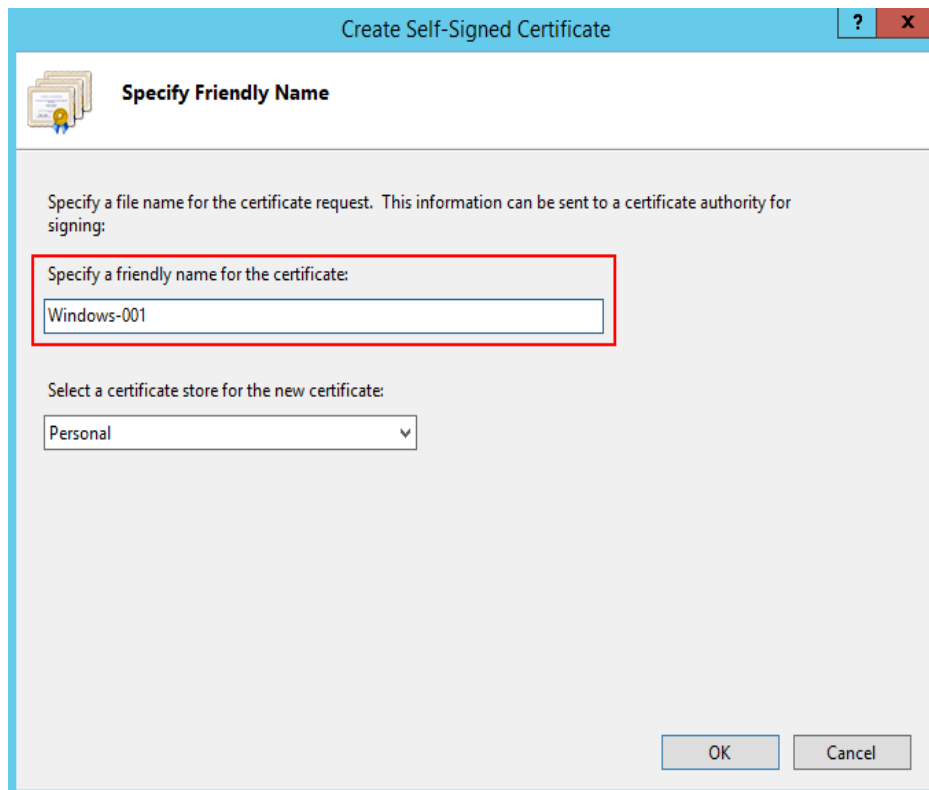 Create Self-Signed Certificate
? x
Specify Friendly Name
Specify a file name for the certificate request.  This information can be sent to a certificate authority for
signing:
Specify a friendly name for the certificate:
Windows-001
Select a certificate store for the new certificate:
Personal
OK Cancel